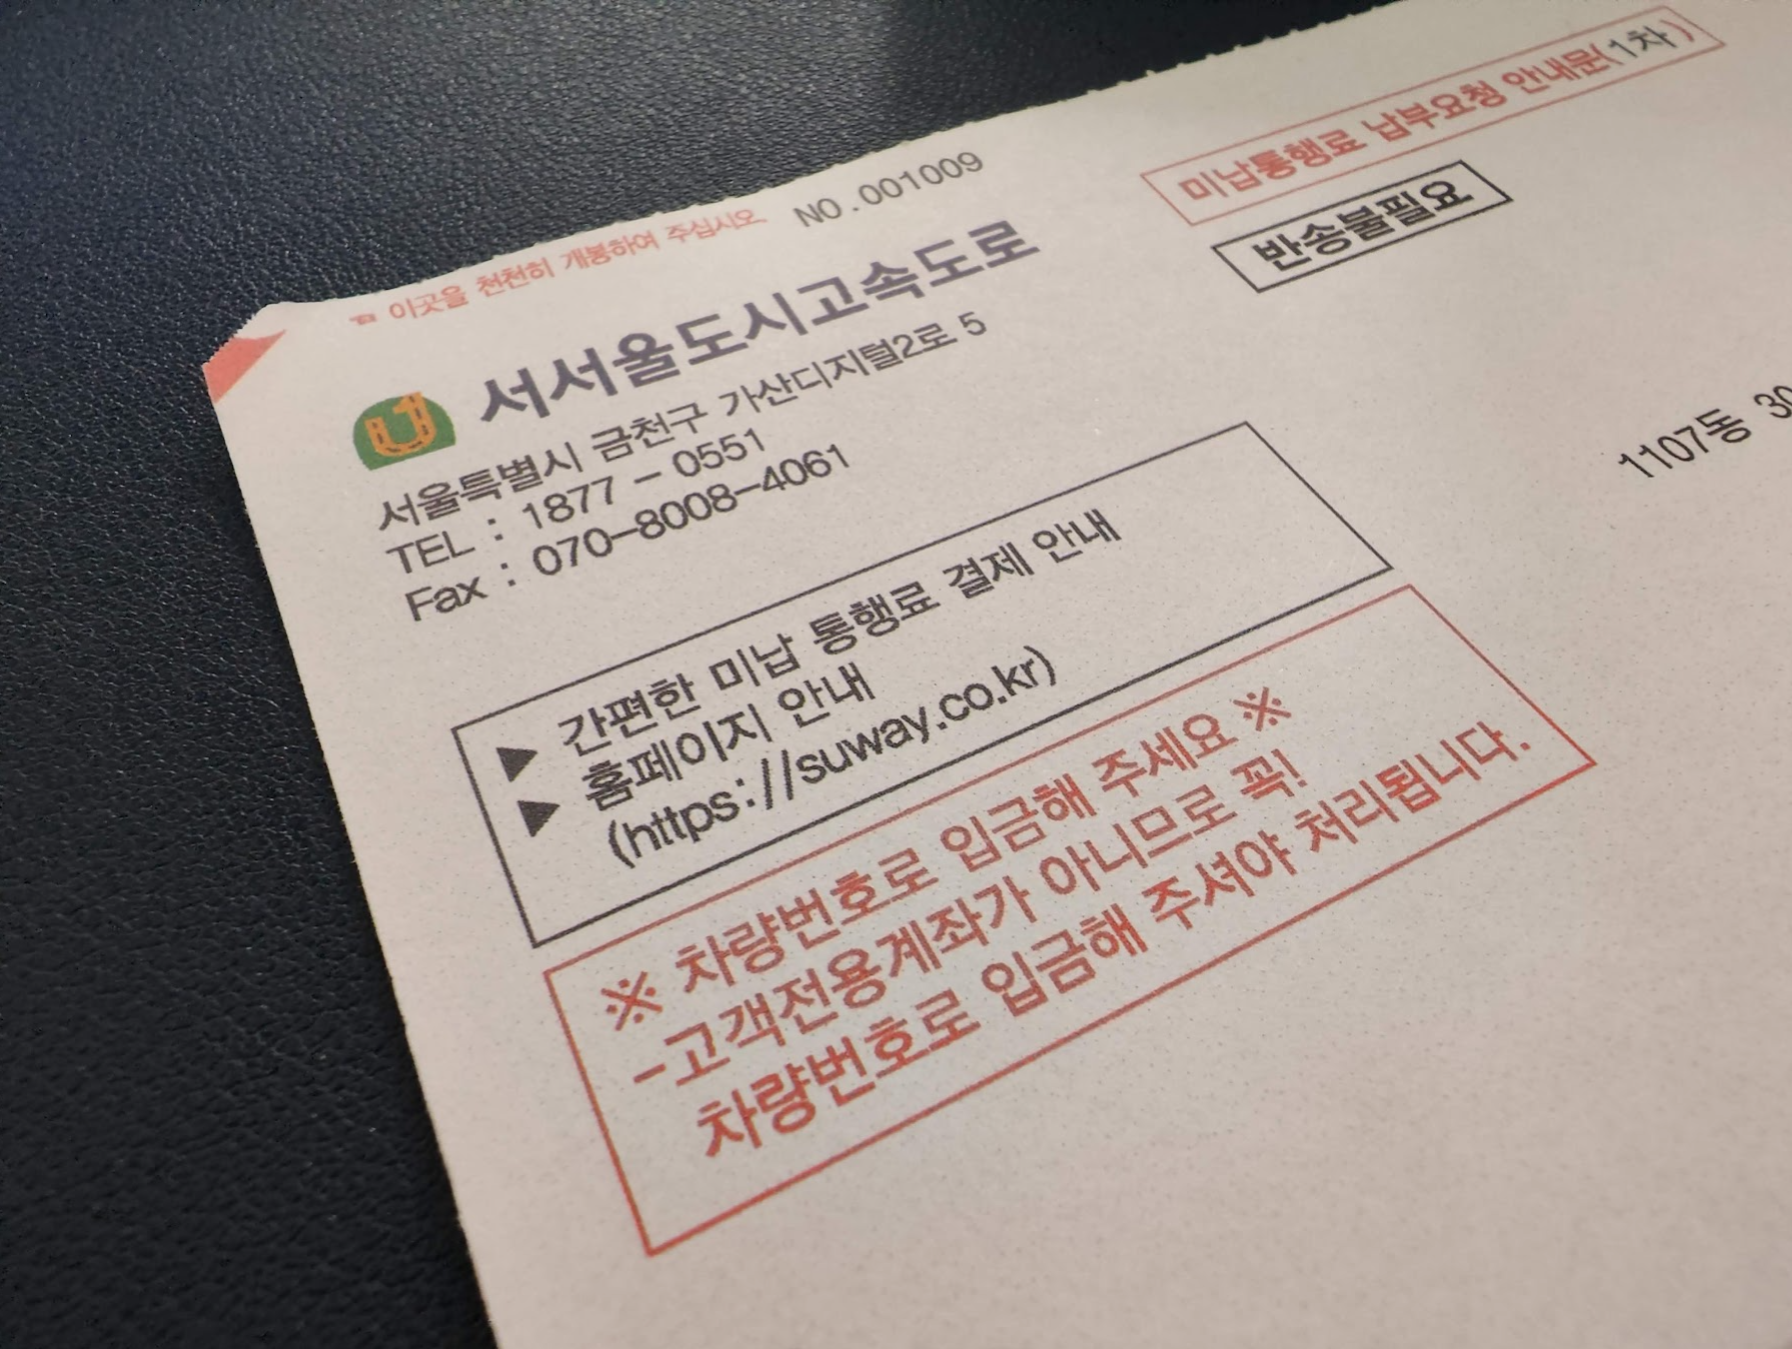 ☜ 이곳을 천천히 개봉하여 주십시오. NO.001009
미납통행료 납부요청 안내문(1차)
반송불필요
서서울도시고속도로
서울특별시 금천구 가산디지털2로 5
TEL : 1877 - 0551
Fax : 070-8008-4061
1107동 30
▶ 간편한 미납 통행료 결제 안내
▶ 홈페이지 안내
(https://suway.co.kr)
※ 차량번호로 입금해 주세요 ※
-고객전용계좌가 아니므로 꼭!
차량번호로 입금해 주셔야 처리됩니다.